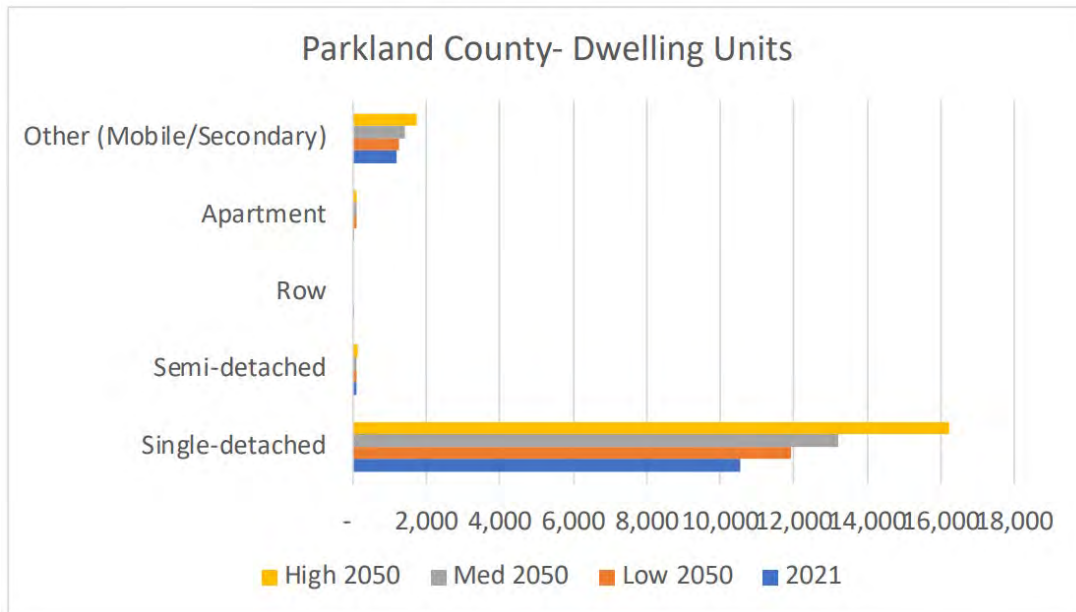 Parkland County- Dwelling Units
Other (Mobile/Secondary)
Apartment
Row
Semi-detached
Single-detached
- 2,000 4,000 6,000 8,000 10,000 12,000 14,000 16,000 18,000
High 2050 Med 2050 Low 2050 2021